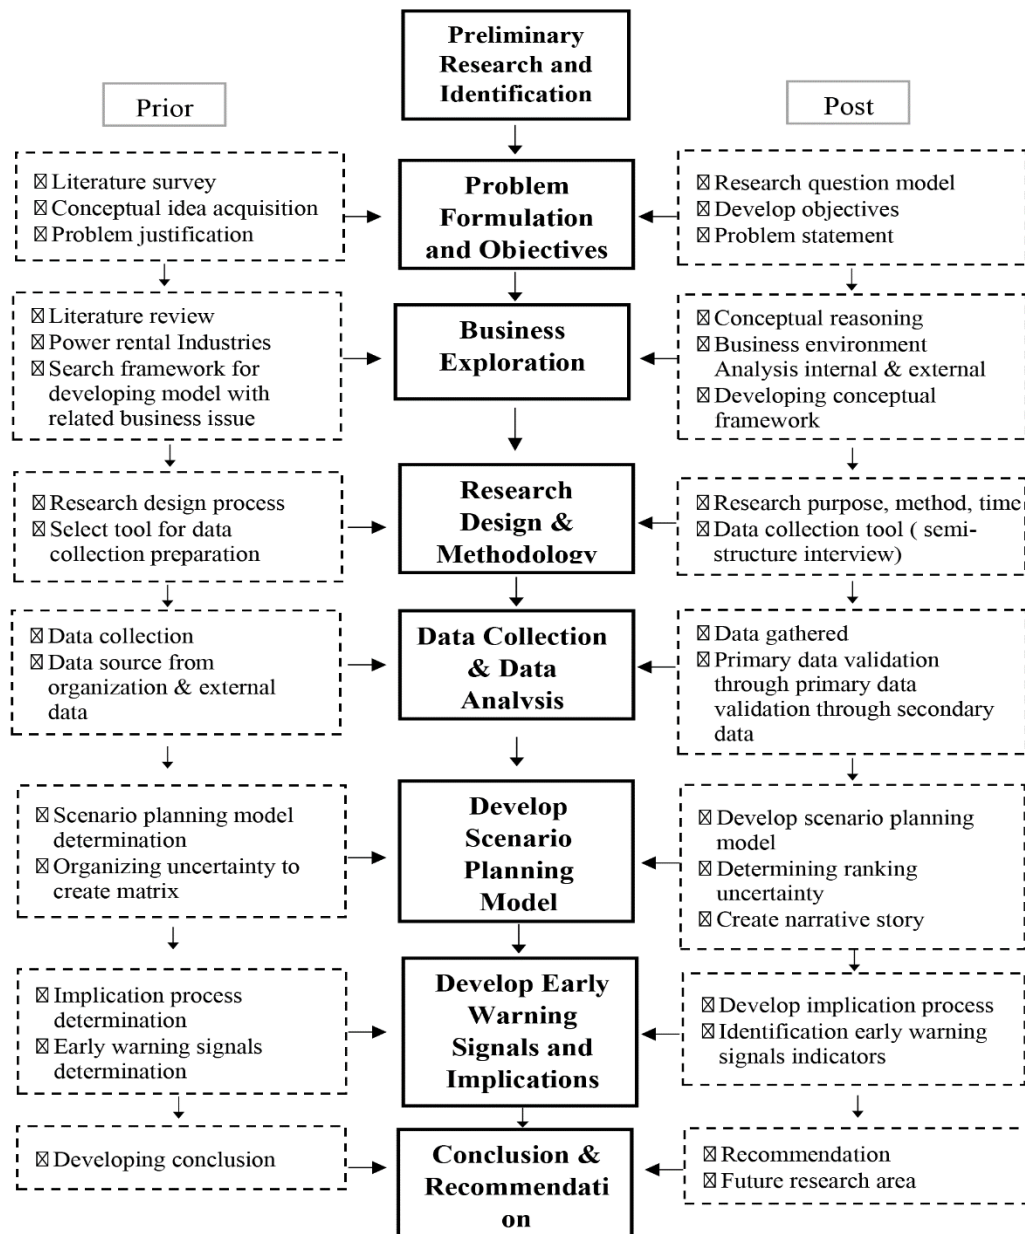 Preliminary
Research and
Identification
Prior
Post
☒ Literature survey
☒ Conceptual idea acquisition
☒ Problem justification
Problem
Formulation
and Objectives
☒ Research question model
☒ Develop objectives
☒ Problem statement
☒ Literature review
☒ Power rental Industries
☒ Search framework for
developing model with
related business issue
Business
Exploration
☒ Conceptual reasoning
☒ Business environment
Analysis internal & external
☒ Developing conceptual
framework
☒ Research design process
☒ Select tool for data
collection preparation
Research
Design &
Methodology
☒ Research purpose, method, time
☒ Data collection tool ( semi-
structure interview)
☒ Data collection
☒ Data source from
organization & external
data
Data Collection
& Data
Analysis
☒ Data gathered
☒ Primary data validation
through primary data
validation through secondary
data
☒ Scenario planning model
determination
☒ Organizing uncertainty to
create matrix
Develop
Scenario
Planning
Model
☒ Develop scenario planning
model
☒ Determining ranking
uncertainty
☒ Create narrative story
☒ Implication process
determination
☒ Early warning signals
determination
Develop Early
Warning
Signals and
Implications
☒ Develop implication process
☒ Identification early warning
signals indicators
☒ Developing conclusion
Conclusion &
Recommendati
on
☒ Recommendation
☒ Future research area